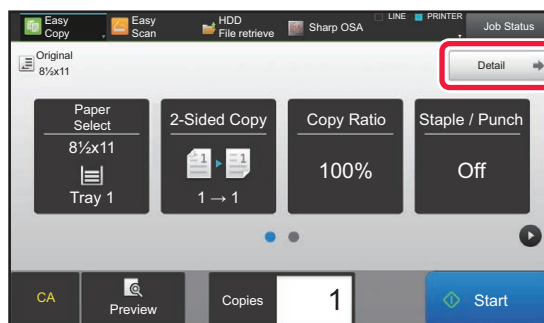 Easy
Copy
Easy
Scan
HDD
File retrieve
Sharp OSA
LINE
PRINTER
Job Status
Original
8½x11
Detail
Paper
Select
8½x11
Tray 1
2-Sided Copy
1
1
1 → 1
Copy Ratio
100%
Staple / Punch
Off
CA
Preview
Copies
1
Start